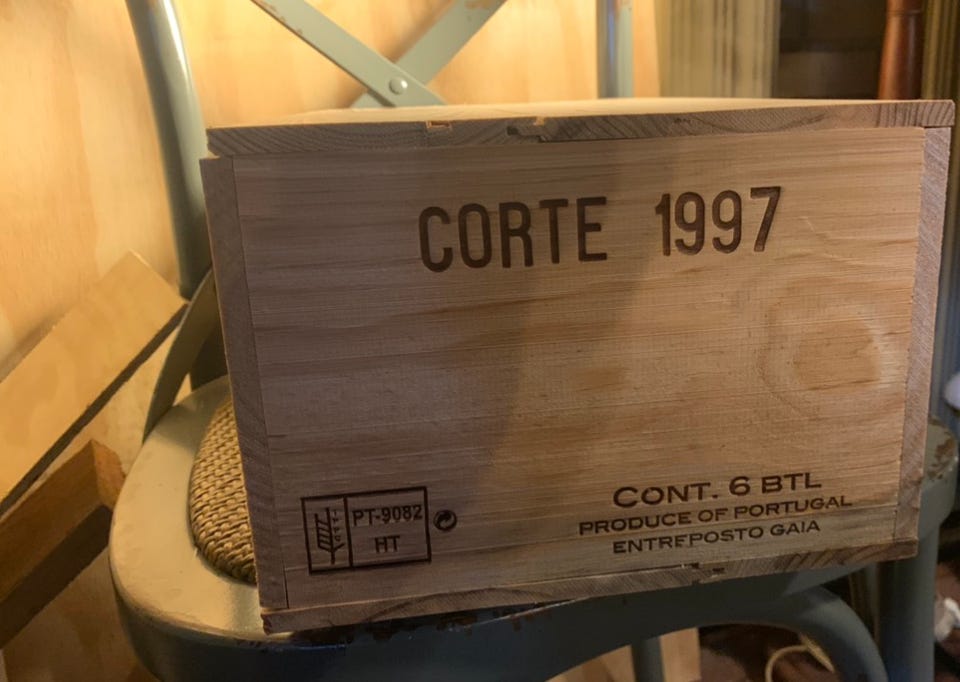 CORTE 1997
CONT. 6 BTL
PRODUCE OF PORTUGAL
ENTREPOSTO GAIA
PT-9082
HT